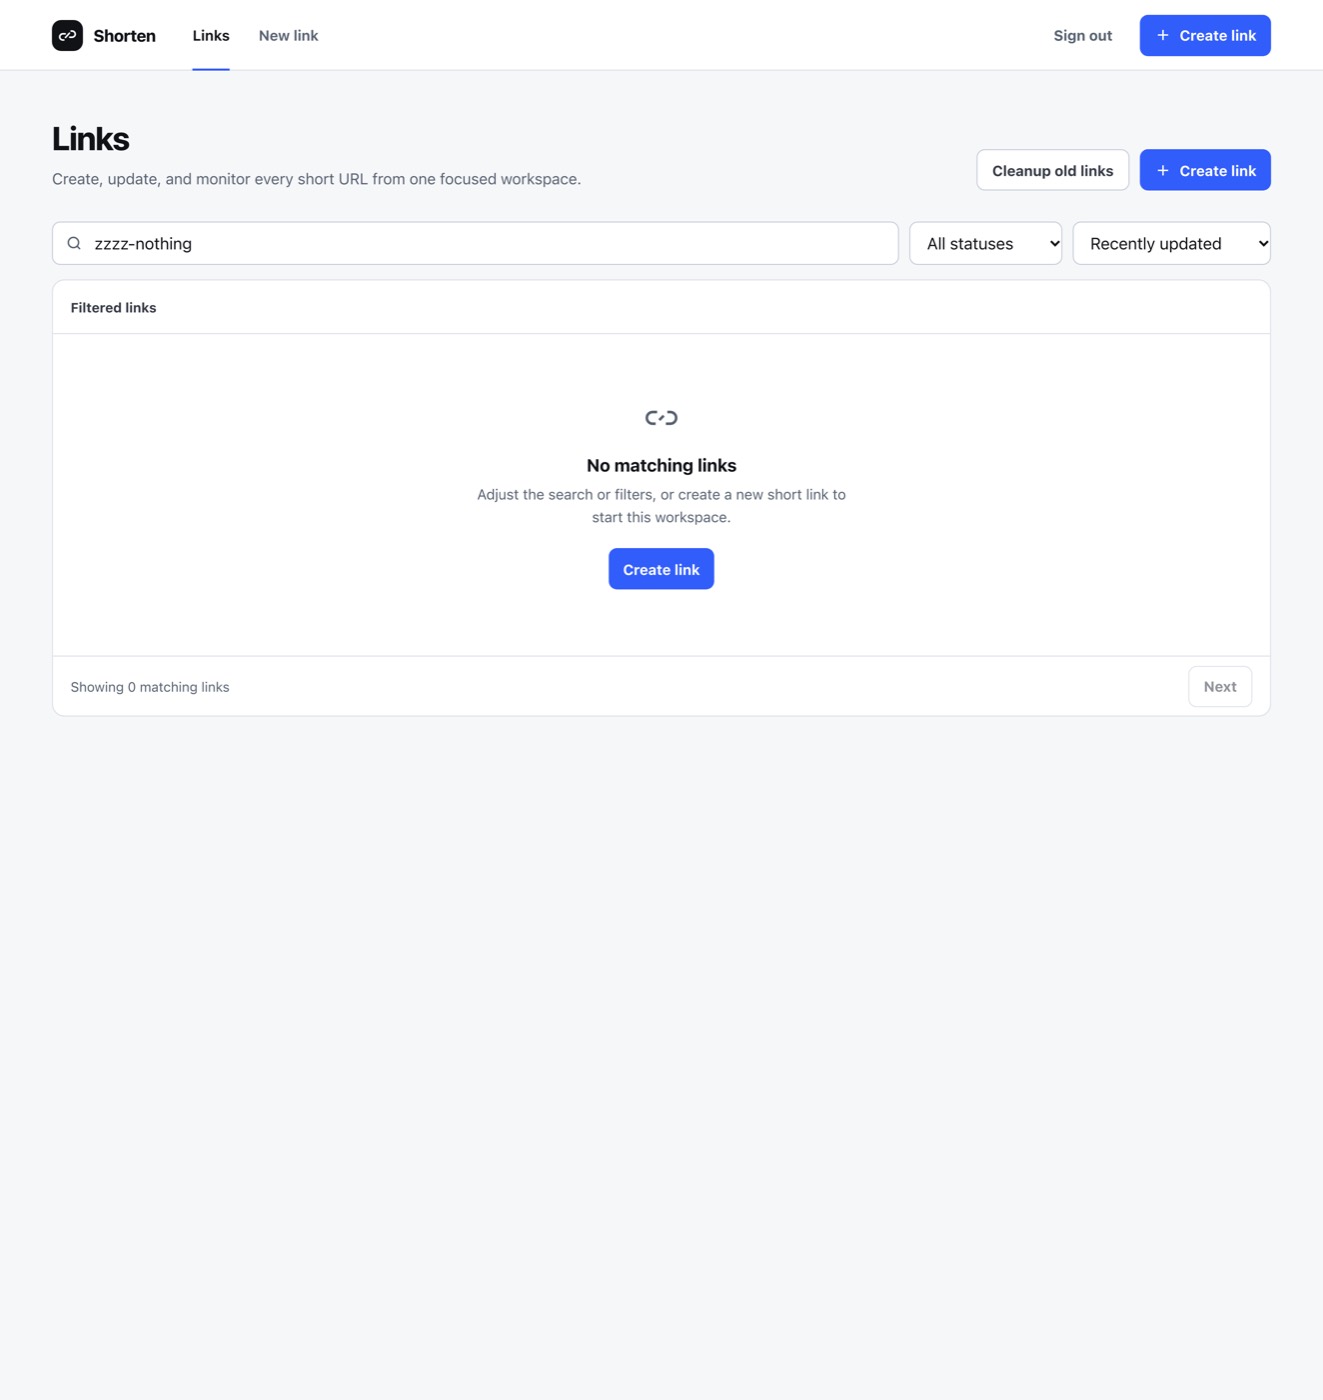 Shorten
Links
New link
Sign out
Create link
Links
Create, update, and monitor every short URL from one focused workspace.
Cleanup old links
Create link
zzzz-nothing
All statuses
Recently updated
Filtered links
No matching links
Adjust the search or filters, or create a new short link to
start this workspace.
Create link
Showing 0 matching links
Next